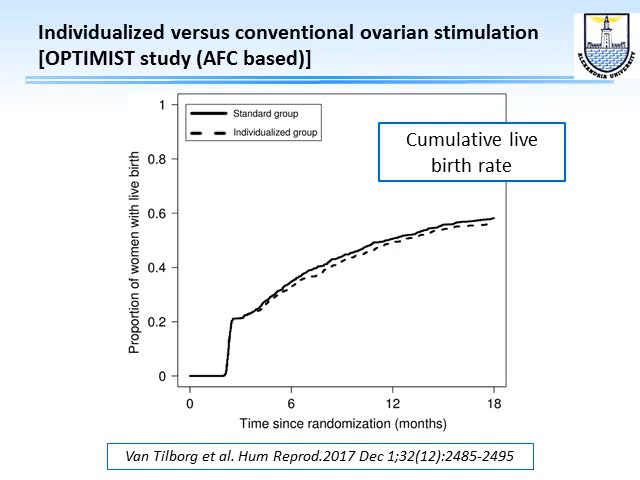 Individualized versus conventional ovarian stimulation
[OPTIMIST study (AFC based)]
ALEXANDRIA UNIVERSITY
Standard group
Individualized group
Cumulative live
birth rate
Proportion of women with live birth
1
0.8
0.6
0.4
0.2
0
0 6 12 18
Time since randomization (months)
Van Tilborg et al. Hum Reprod.2017 Dec 1;32(12):2485-2495